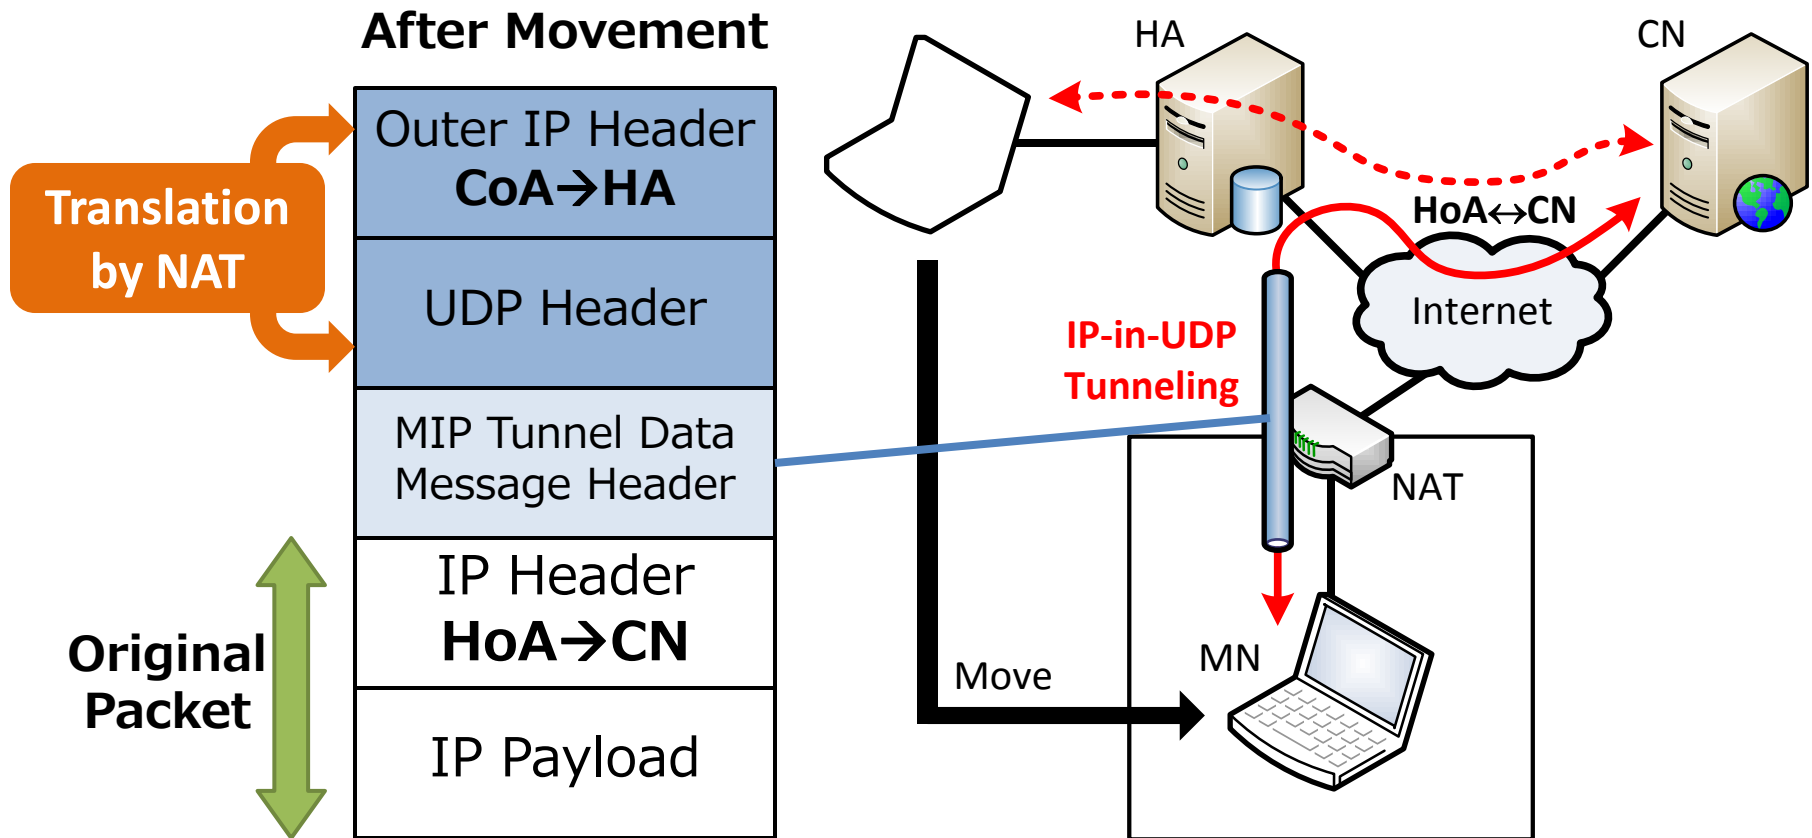 After Movement
Outer IP Header
CoA→HA
UDP Header
MIP Tunnel Data
Message Header
IP Header
HoA→CN
IP Payload
Translation
by NAT
Original
Packet
HA
CN
HoA↔CN
Internet
IP-in-UDP
Tunneling
NAT
MN
Move